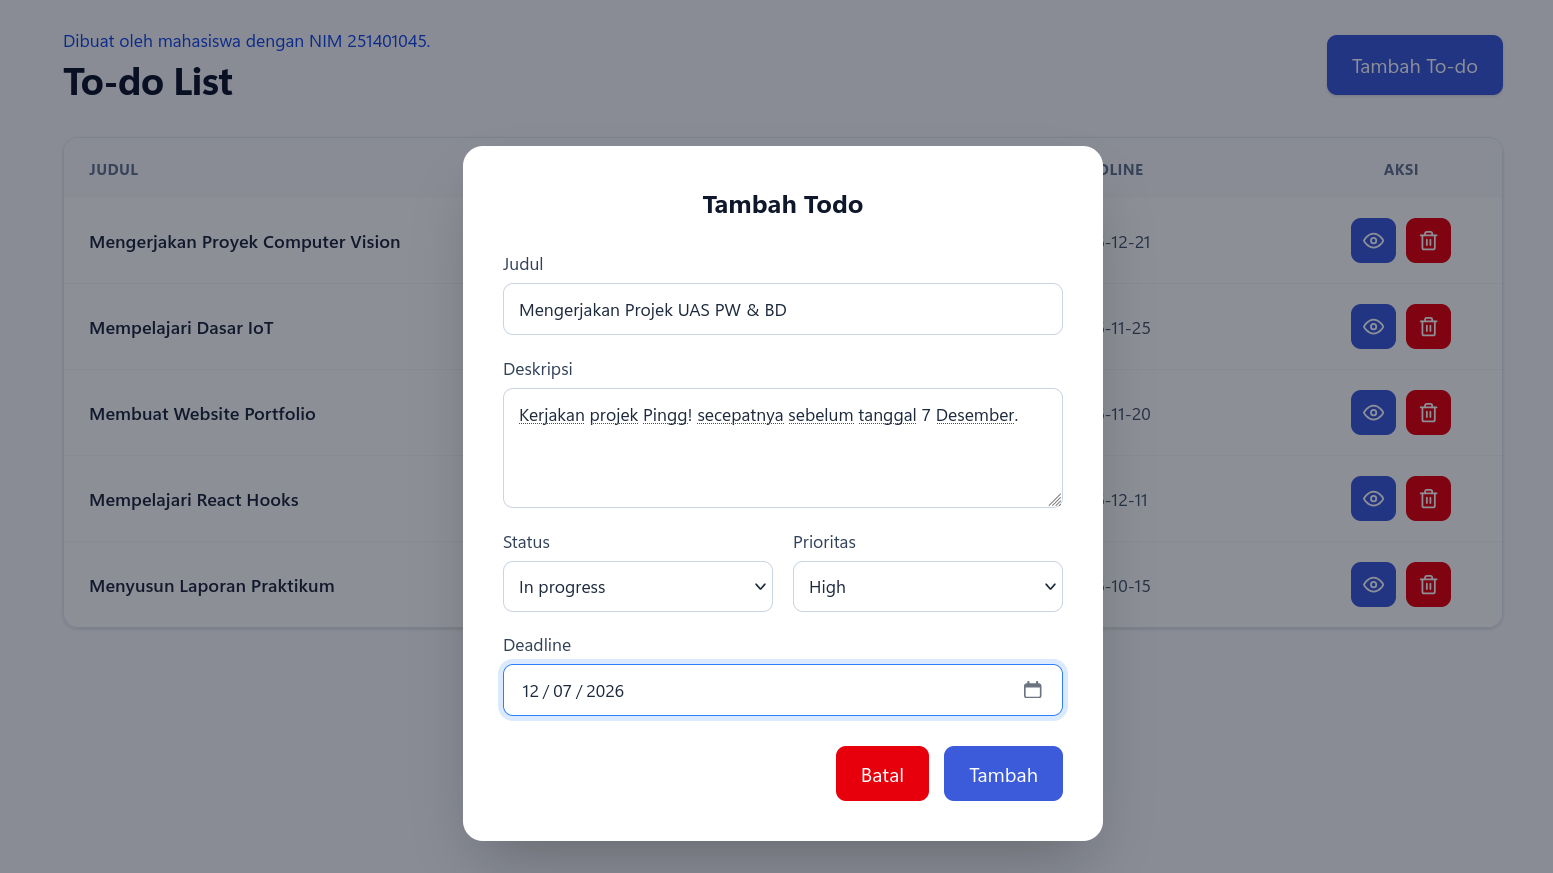 Dibuat oleh mahasiswa dengan NIM 251401045.
To-do List
Tambah To-do
JUDUL
AKSI
Mengerjakan Proyek Computer Vision
-12-21
Mempelajari Dasar IoT
-11-25
Membuat Website Portfolio
-11-20
Mempelajari React Hooks
-12-11
Menyusun Laporan Praktikum
-10-15
Tambah Todo
Judul
Mengerjakan Projek UAS PW & BD
Deskripsi
Kerjakan projek Pingg! secepatnya sebelum tanggal 7 Desember.
Status Prioritas
In progress High
Deadline
12 / 07 / 2026
Batal Tambah